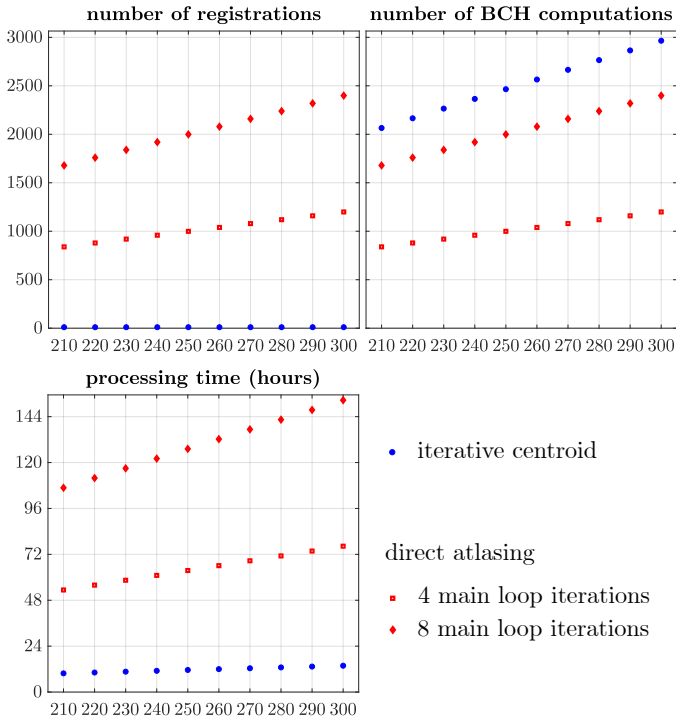 number of registrations
number of BCH computations
3000
2500
2000
1500
1000
500
0
210 220 230 240 250 260 270 280 290 300
210 220 230 240 250 260 270 280 290 300
processing time (hours)
144
120
96
72
48
24
0
210 220 230 240 250 260 270 280 290 300
iterative centroid
direct atlasing
4 main loop iterations
8 main loop iterations